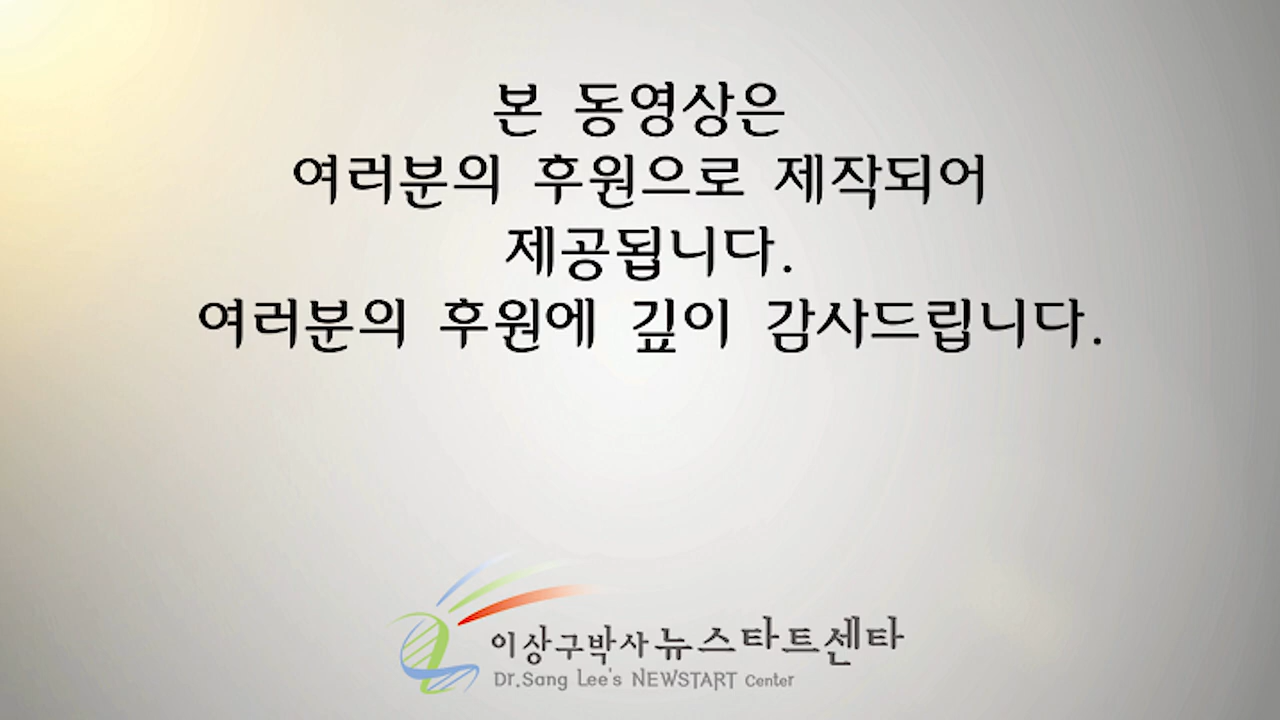 본 동영상은
여러분의 후원으로 제작되어
제공됩니다.
여러분의 후원에 깊이 감사드립니다.
이상구박사 뉴스타트센타
Dr.Sang Lee's NEWSTART Center